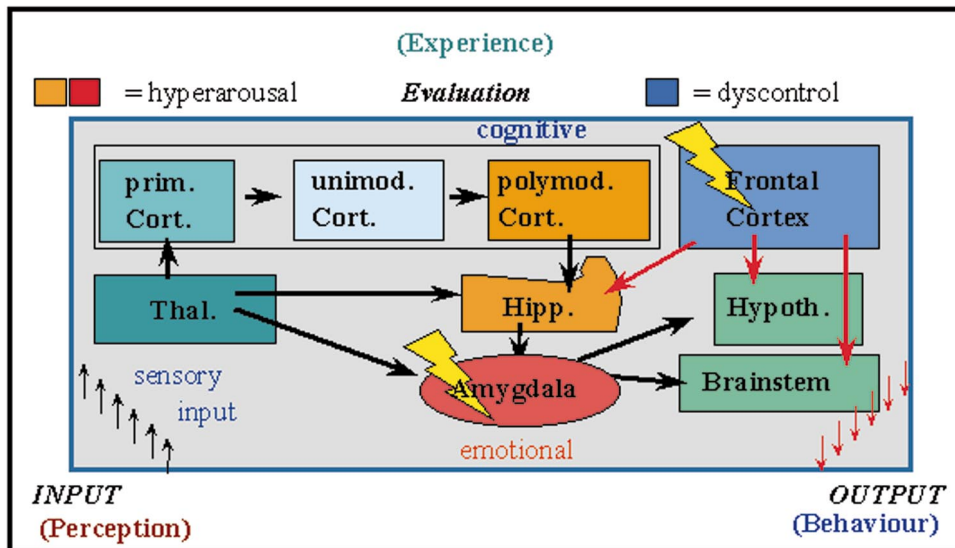 (Experience)
= hyperarousal
Evaluation
= dyscontrol
cognitive
prim.
Cort.
unimod.
Cort.
polymod.
Cort.
Frontal
Cortex
Thal.
Hipp.
Hypoth.
sensory
input
Amygdala
Brainstem
emotional
INPUT
OUTPUT
(Perception)
(Behaviour)